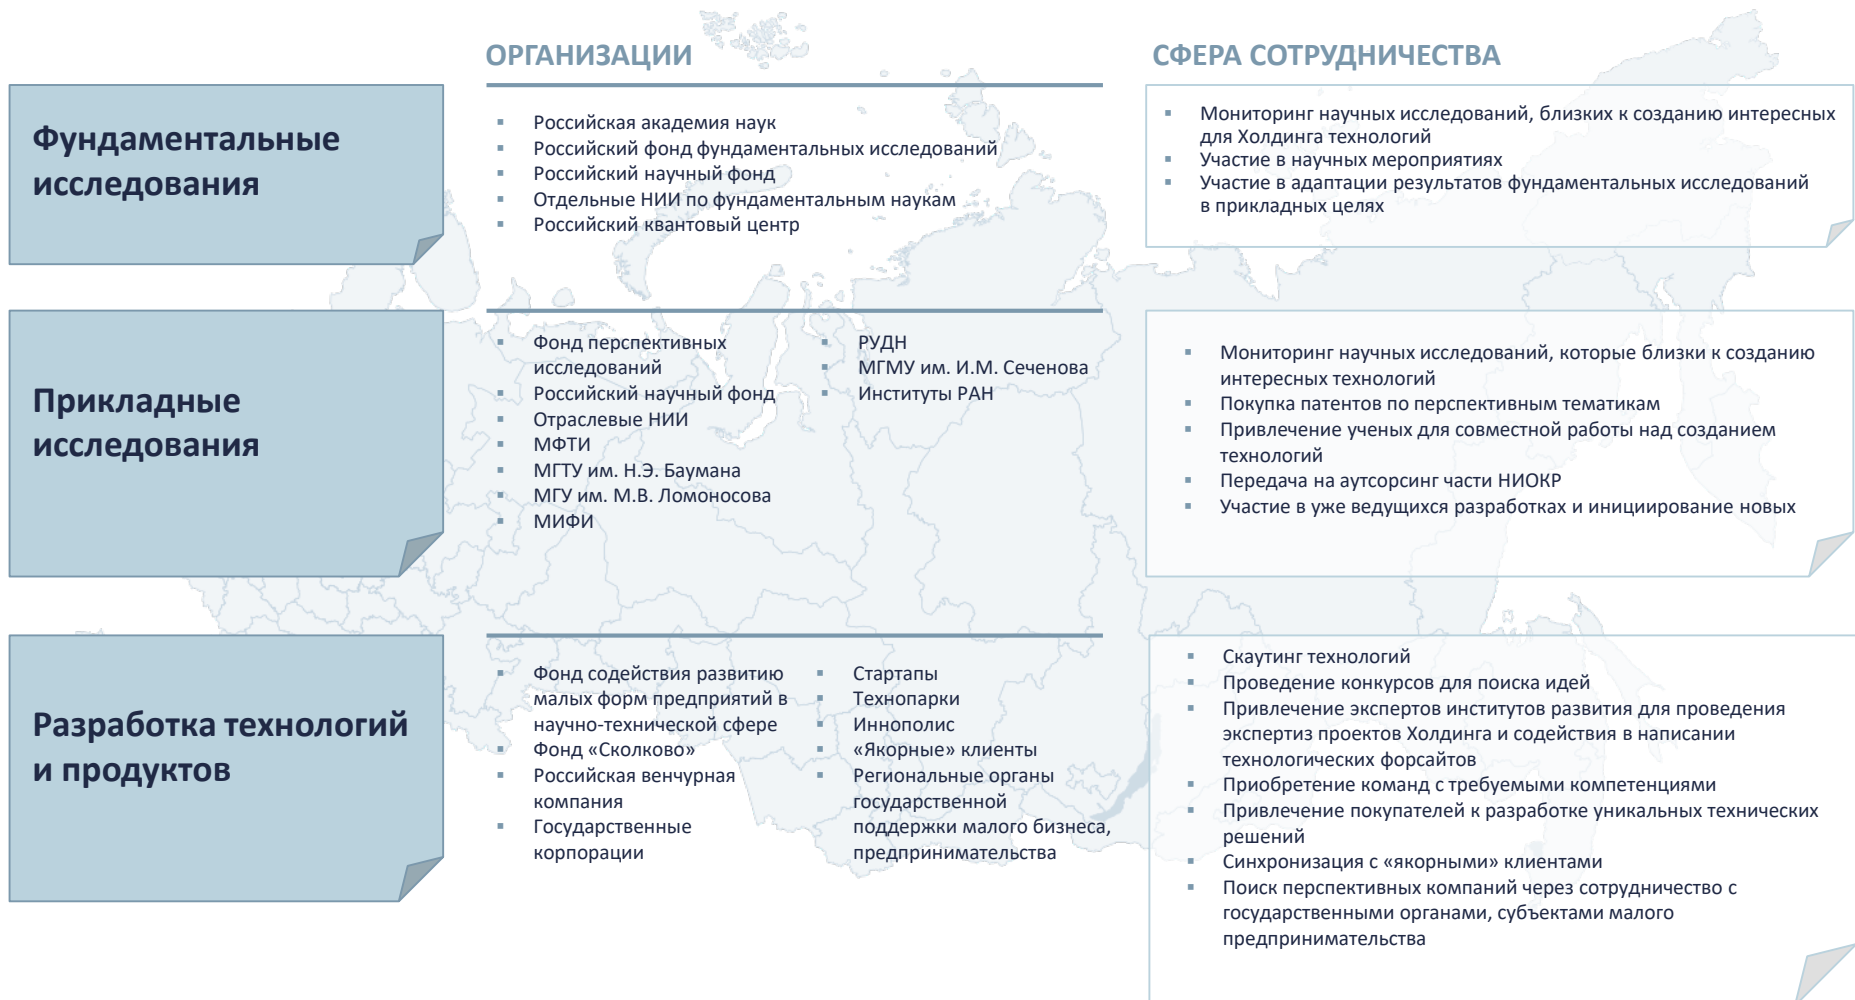 ОРГАНИЗАЦИИ
СФЕРА СОТРУДНИЧЕСТВА
Фундаментальные
исследования
▪ Российская академия наук
▪ Российский фонд фундаментальных исследований
▪ Российский научный фонд
▪ Отдельные НИИ по фундаментальным наукам
▪ Российский квантовый центр
▪ Мониторинг научных исследований, близких к созданию интересных
для Холдинга технологий
▪ Участие в научных мероприятиях
▪ Участие в адаптации результатов фундаментальных исследований
в прикладных целях
Прикладные
исследования
▪ Фонд перспективных
исследований
▪ Российский научный фонд
▪ Отраслевые НИИ
▪ МФТИ
▪ МГТУ им. Н.Э. Баумана
▪ МГУ им. М.В. Ломоносова
▪ МИФИ
▪ РУДН
▪ МГМУ им. И.М. Сеченова
▪ Институты РАН
▪ Мониторинг научных исследований, которые близки к созданию
интересных технологий
▪ Покупка патентов по перспективным тематикам
▪ Привлечение ученых для совместной работы над созданием
технологий
▪ Передача на аутсорсинг части НИОКР
▪ Участие в уже ведущихся разработках и инициирование новых
Разработка технологий
и продуктов
▪ Фонд содействия развитию
малых форм предприятий в
научно-технической сфере
▪ Фонд «Сколково»
▪ Российская венчурная
компания
▪ Государственные
корпорации
▪ Стартапы
▪ Технопарки
▪ Иннополис
▪ «Якорные» клиенты
▪ Региональные органы
государственной
поддержки малого бизнеса,
предпринимательства
▪ Скаутинг технологий
▪ Проведение конкурсов для поиска идей
▪ Привлечение экспертов институтов развития для проведения
экспертиз проектов Холдинга и содействия в написании
технологических форсайтов
▪ Приобретение команд с требуемыми компетенциями
▪ Привлечение покупателей к разработке уникальных технических
решений
▪ Синхронизация с «якорными» клиентами
▪ Поиск перспективных компаний через сотрудничество с
государственными органами, субъектами малого
предпринимательства